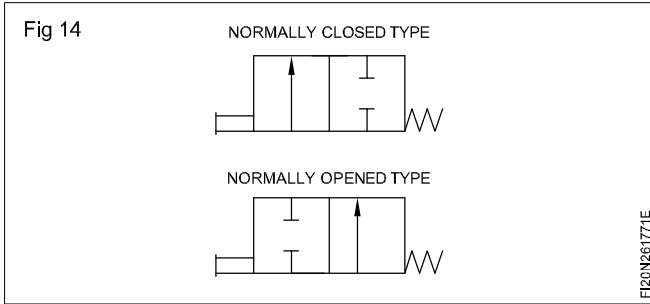 Fig 14
NORMALLY CLOSED TYPE
NORMALLY OPENED TYPE
FI20N261771E